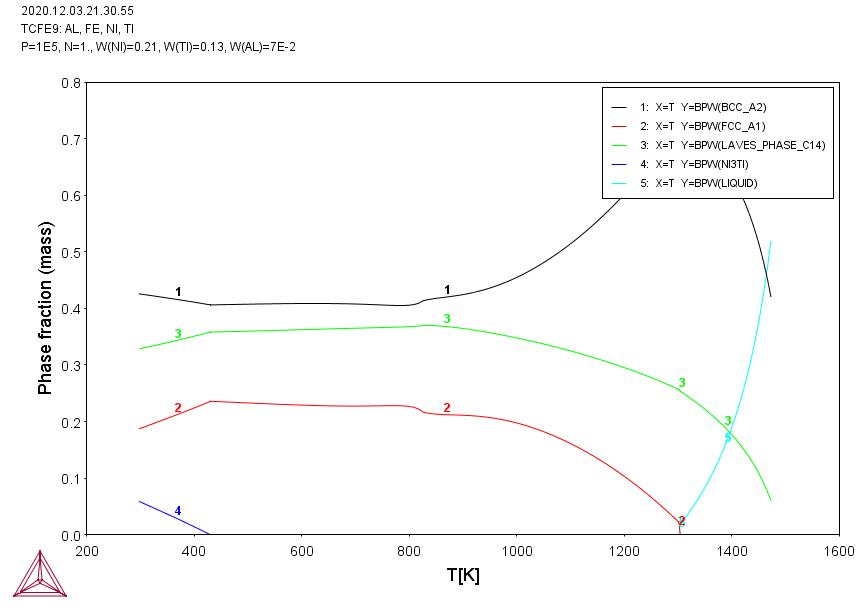 2020.12.03.21.30.55
TCFE9: AL, FE, NI, TI
P=1E5, N=1., W(NI)=0.21, W(TI)=0.13, W(AL)=7E-2
0.8
0.7
0.6
0.5
0.4
0.3
0.2
0.1
0.0
Phase fraction (mass)
1: X=T Y=BPW(BCC_A2)
2: X=T Y=BPW(FCC_A1)
3: X=T Y=BPW(LAVES_PHASE_C14)
4: X=T Y=BPW(NI3TI)
5: X=T Y=BPW(LIQUID)
1
1
3
3
3
3
2
2
5
4
2
200 400 600 800 1000 1200 1400 1600
T[K]